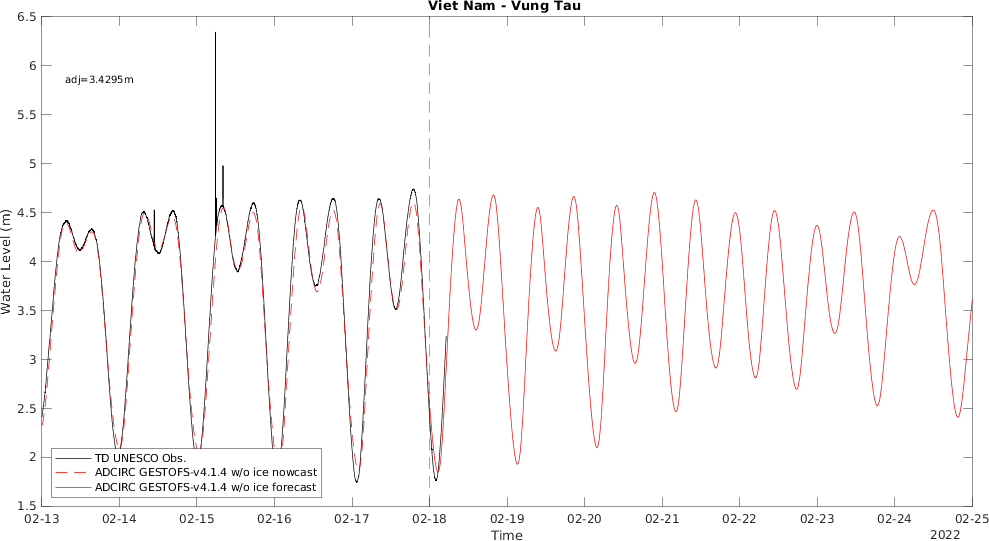 Viet Nam - Vung Tau
6.5
6
5.5
5
4.5
4
3.5
3
2.5
2
1.5
Water Level (m)
adj=3.4295m
TD UNESCO Obs.
ADCIRC GESTOFS-v4.1.4 w/o ice nowcast
ADCIRC GESTOFS-v4.1.4 w/o ice forecast
02-13 02-14 02-15 02-16 02-17 02-18 02-19 02-20 02-21 02-22 02-23 02-24 02-25
Time
2022